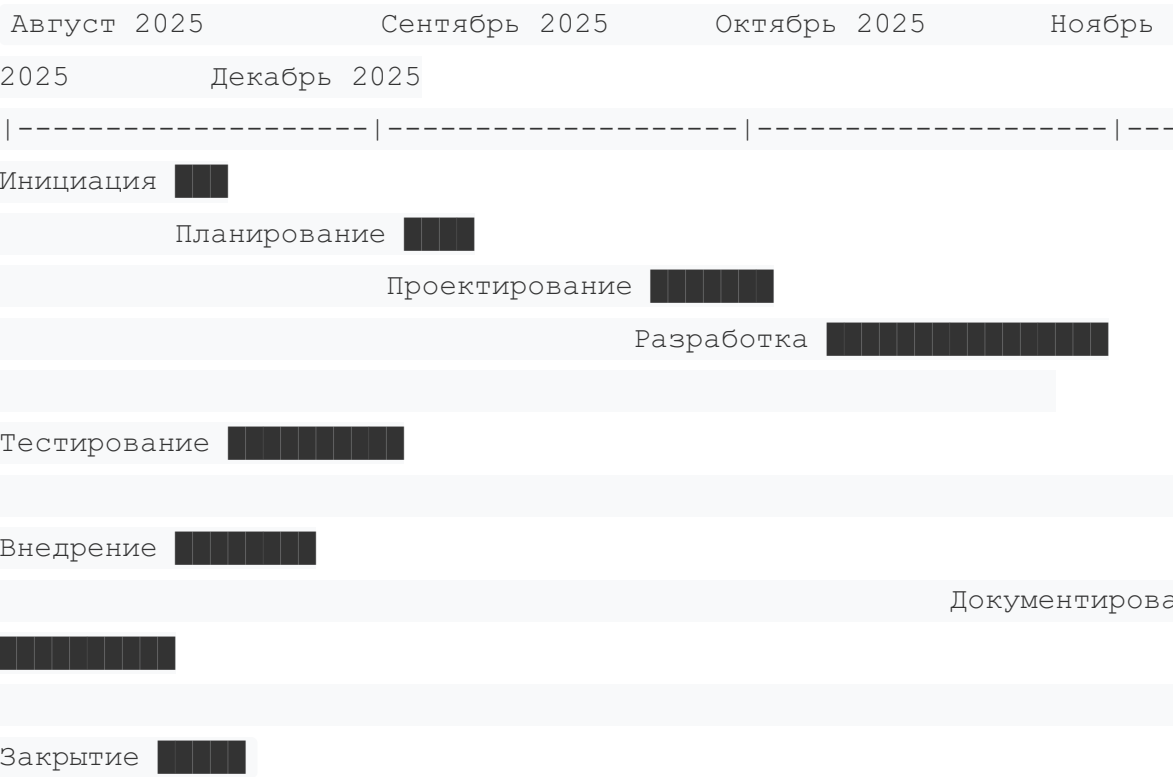 Август 2025 Сентябрь 2025 Октябрь 2025 Ноябрь
2025 Декабрь 2025
|--------------------|--------------------|--------------------|---
Инициация ███
Планирование ████
Проектирование ███████
Разработка ████████████████
Тестирование ██████████
Внедрение ████████
Документирова
██████████
Закрытие █████